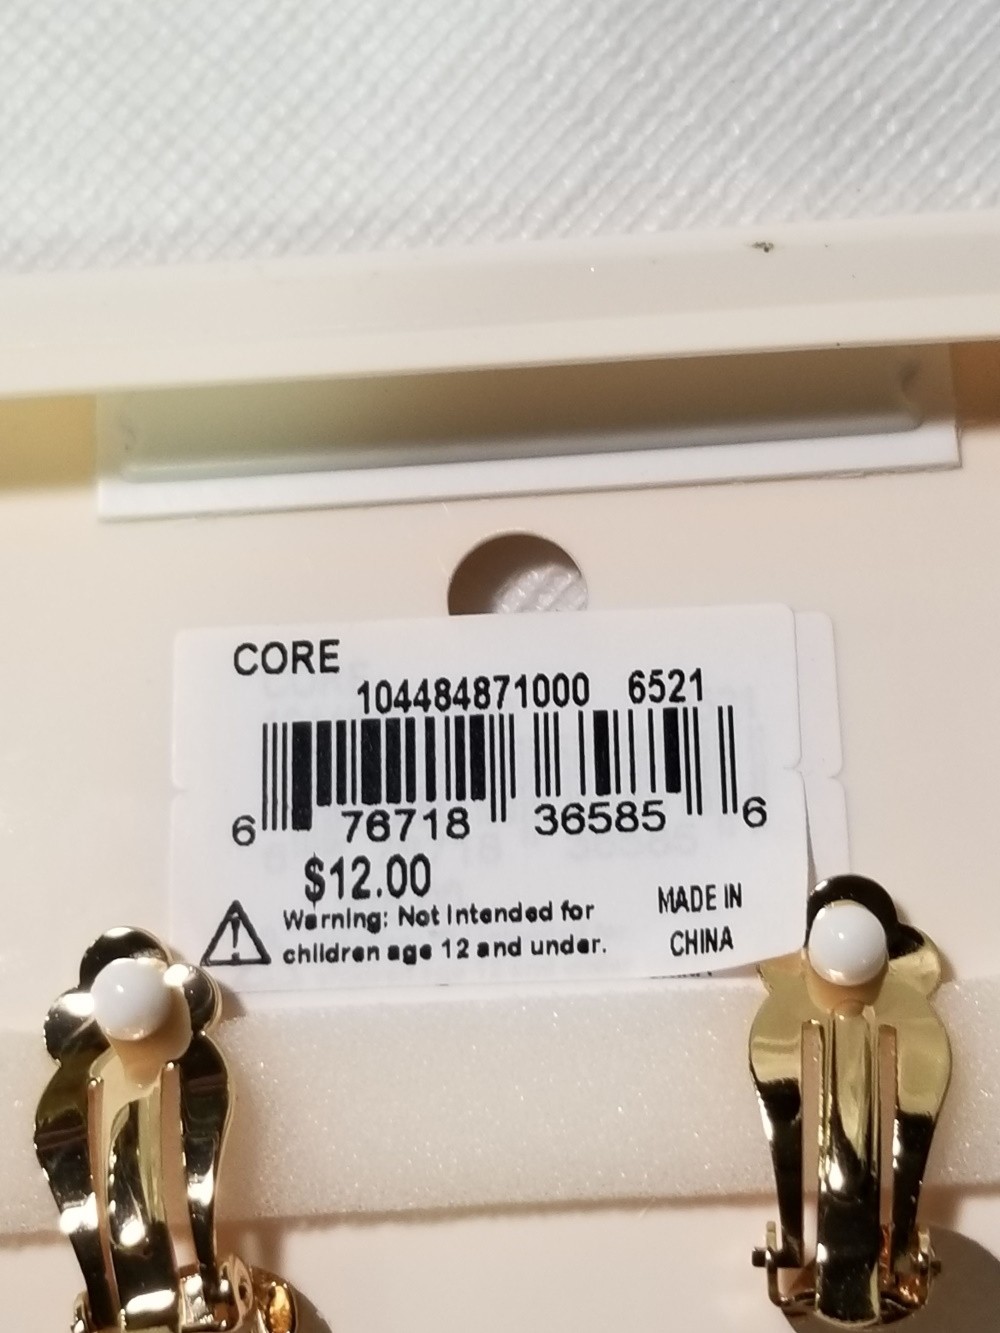 CORE
104484871000 6521
6 76718 36585 6
$12.00
Warning: Not Intended for
children age 12 and under.
MADE IN
CHINA